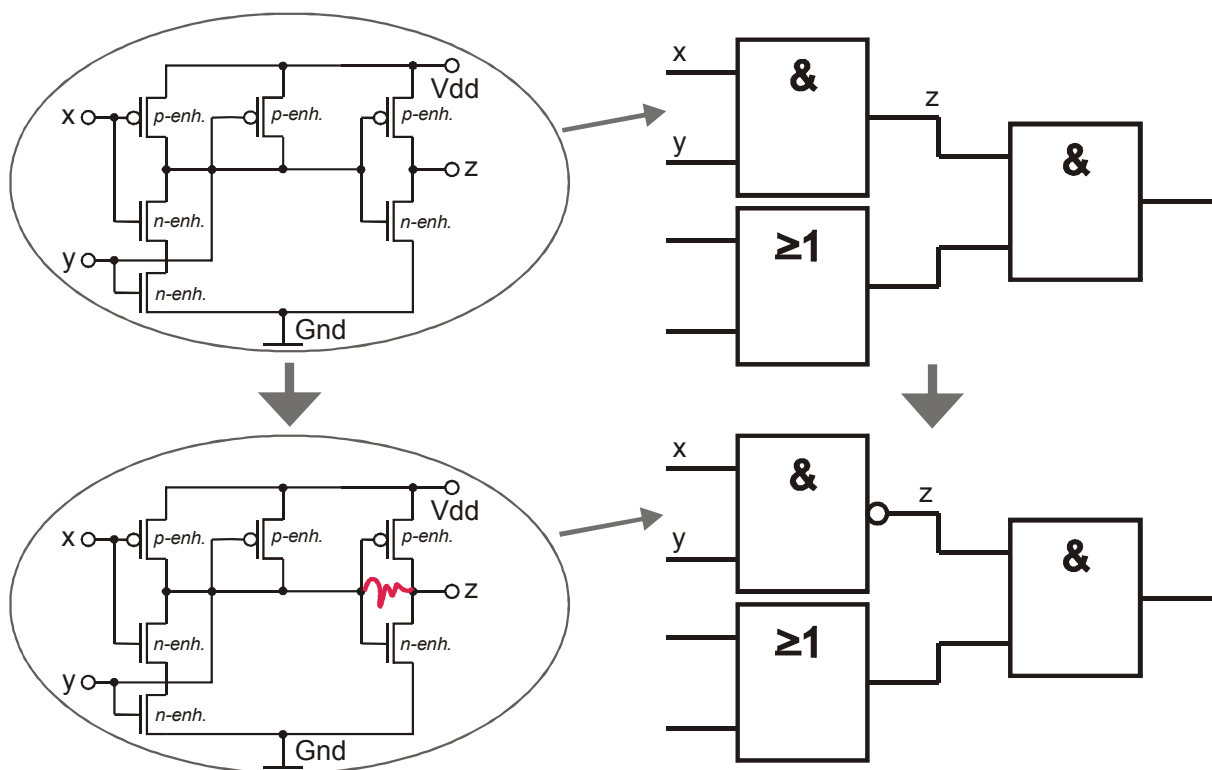 Vdd
x
p-enh.
p-enh.
p-enh.
z
n-enh.
n-enh.
y
n-enh.
Gnd
x
&
z
y
&
≥1
Vdd
x
p-enh.
p-enh.
p-enh.
z
n-enh.
n-enh.
y
n-enh.
Gnd
x
&
z
y
&
≥1